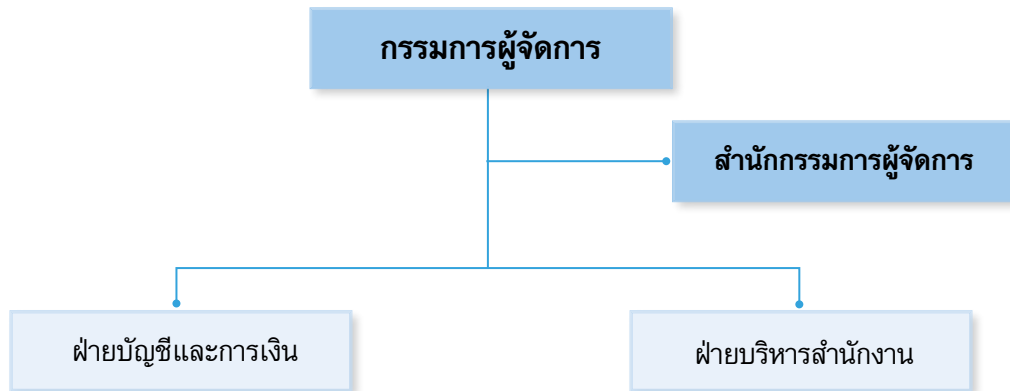 กรรมการผู้จัดการ
สำนักกรรมการผู้จัดการ
ฝ่ายบัญชีและการเงิน
ฝ่ายบริหารสำนักงาน